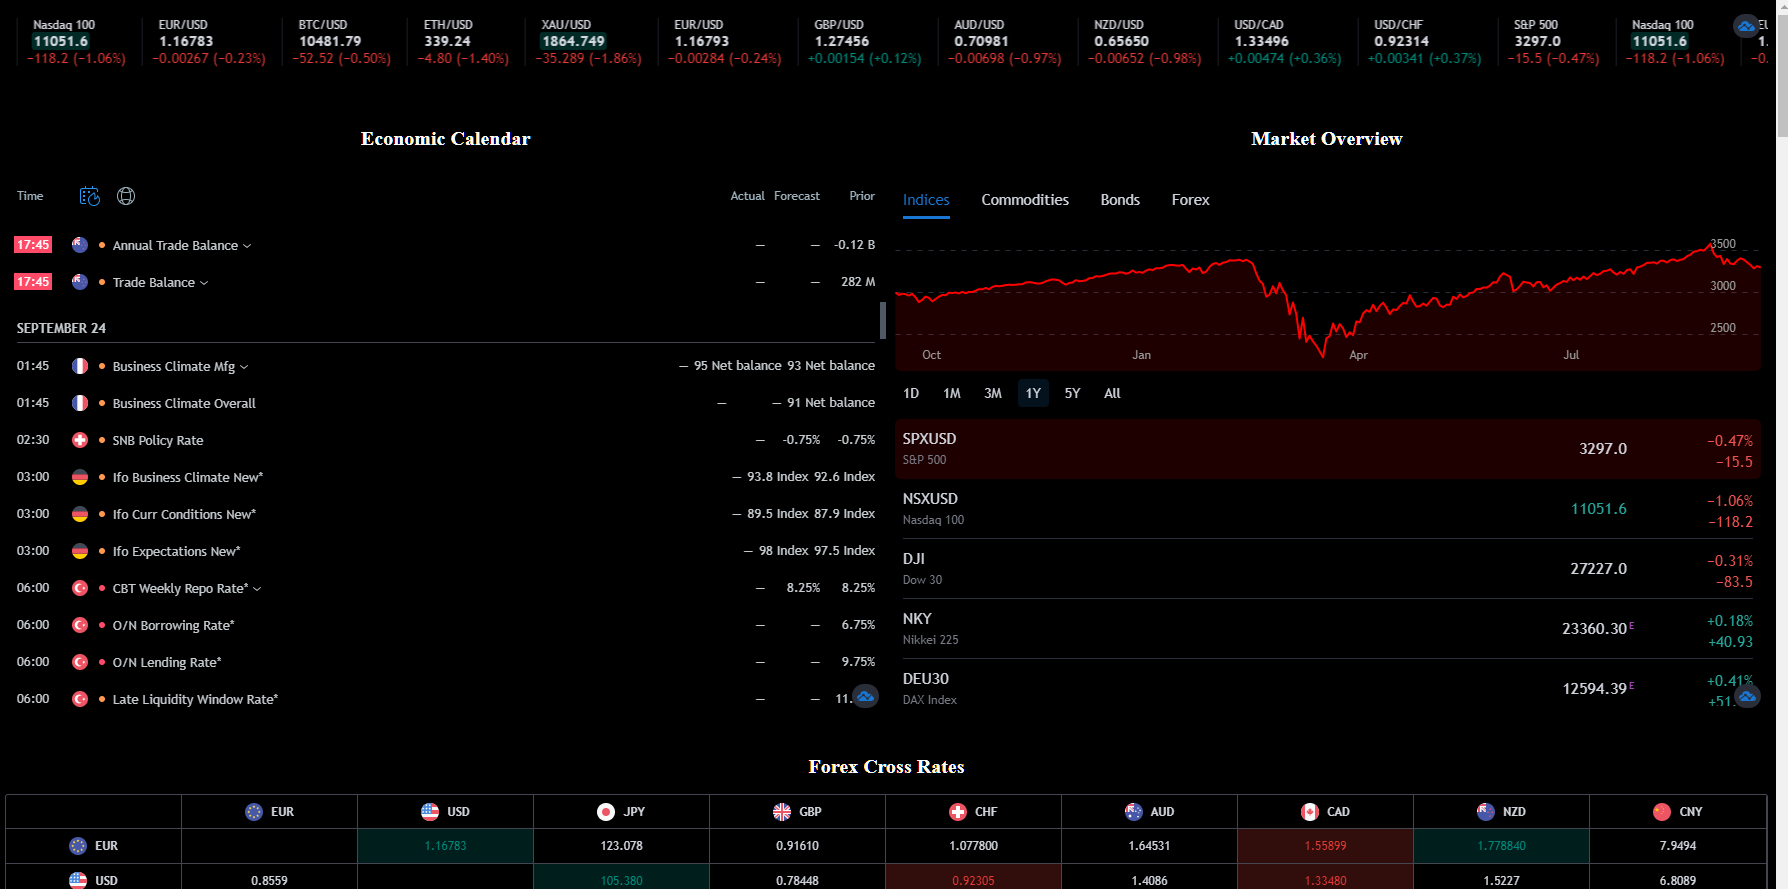 Nasdaq 100 EUR/USD BTC/USD ETH/USD XAU/USD EUR/USD GBP/USD AUD/USD NZD/USD USD/CAD USD/CHF S&P 500 Nasdaq 100
11051.6 1.16783 10481.79 339.24 1864.749 1.16793 1.27456 0.70981 0.65650 1.33496 0.92314 3297.0 11051.6
−118.2 (−1.06%) −0.00267 (−0.23%) −52.52 (−0.50%) −4.80 (−1.40%) −35.289 (−1.86%) −0.00284 (−0.24%) +0.00154 (+0.12%) −0.00698 (−0.97%) −0.00652 (−0.98%) +0.00474 (+0.36%) +0.00341 (+0.37%) −15.5 (−0.47%) −118.2 (−1.06%)
Economic Calendar
Time Actual Forecast Prior
17:45 Annual Trade Balance — — -0.12 B
17:45 Trade Balance — — 282 M
SEPTEMBER 24
01:45 Business Climate Mfg — 95 Net balance 93 Net balance
01:45 Business Climate Overall — — 91 Net balance
02:30 SNB Policy Rate — -0.75% -0.75%
03:00 Ifo Business Climate New* — 93.8 Index 92.6 Index
03:00 Ifo Curr Conditions New* — 89.5 Index 87.9 Index
03:00 Ifo Expectations New* — 98 Index 97.5 Index
06:00 CBT Weekly Repo Rate* — 8.25% 8.25%
06:00 O/N Borrowing Rate* — — 6.75%
06:00 O/N Lending Rate* — — 9.75%
06:00 Late Liquidity Window Rate* — — 11.
Market Overview
Indices Commodities Bonds Forex
3500
3000
2500
Oct Jan Apr Jul
1D 1M 3M 1Y 5Y All
SPXUSD 3297.0 −0.47%
S&P 500 −15.5
NSXUSD 11051.6 −1.06%
Nasdaq 100 −118.2
DJI 27227.0 −0.31%
Dow 30 −83.5
NKY 23360.30 E +0.18%
Nikkei 225 +40.93
DEU30 12594.39 E +0.41%
DAX Index +51.
Forex Cross Rates
EUR USD JPY GBP CHF AUD CAD NZD CNY
EUR 1.16783 123.078 0.91610 1.077800 1.64531 1.55899 1.778840 7.9494
USD 0.8559 105.380 0.78448 0.92305 1.4086 1.33480 1.5227 6.8089